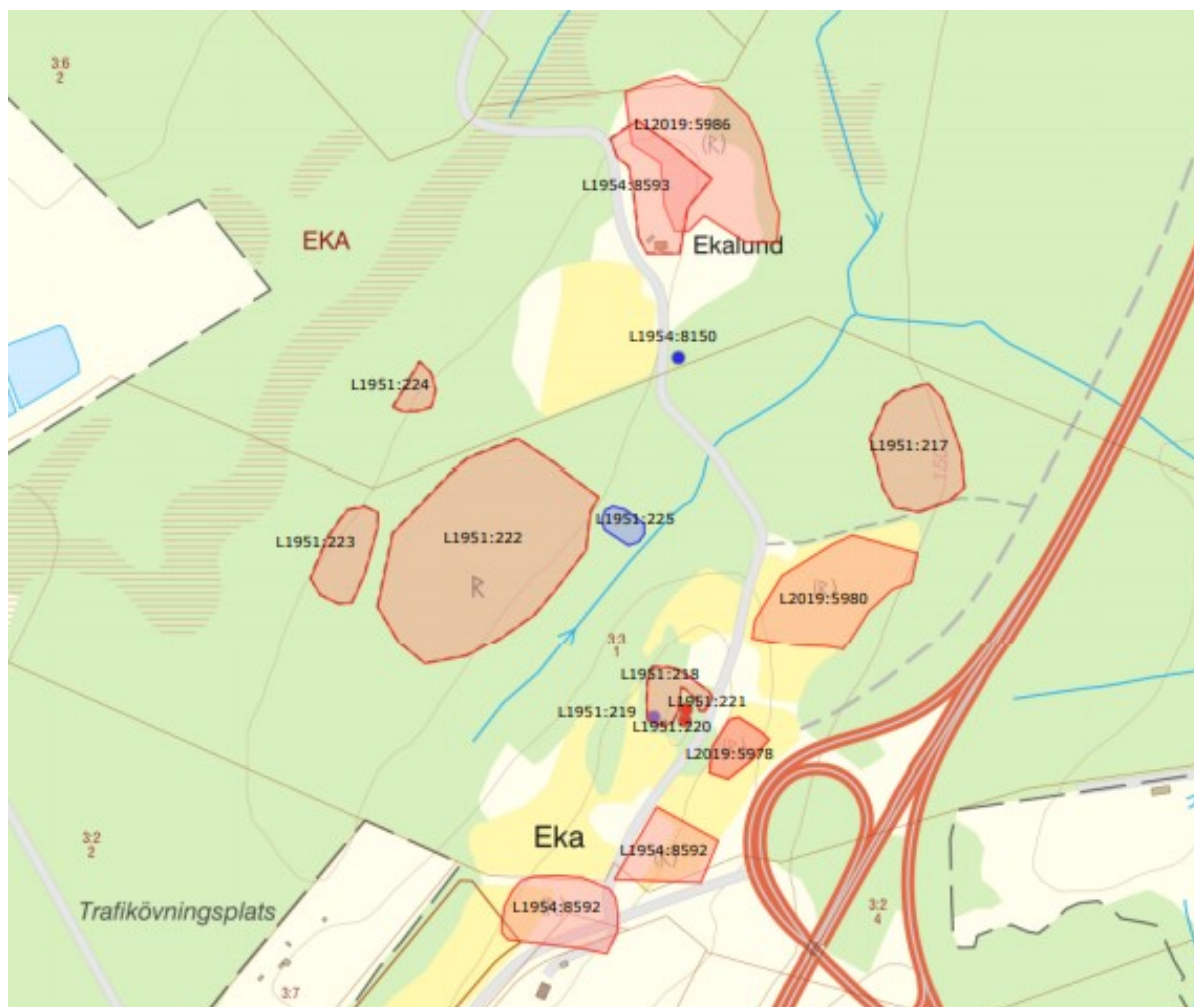 3:6
2
L12019:5986
(R)
L1954:8593
EKA
Ekalund
L1954:8150
L1951:224
L1951:217
L1951:225
L1951:223
L1951:222
R
(R)
L2019:5980
3:3
1
L1951:218
L1951:221
L1951:219
L1951:220
L2019:5978
3:2
2
Eka
L1954:8592
(R)
Trafikövningsplats
L1954:8592
3:2
4
3:7